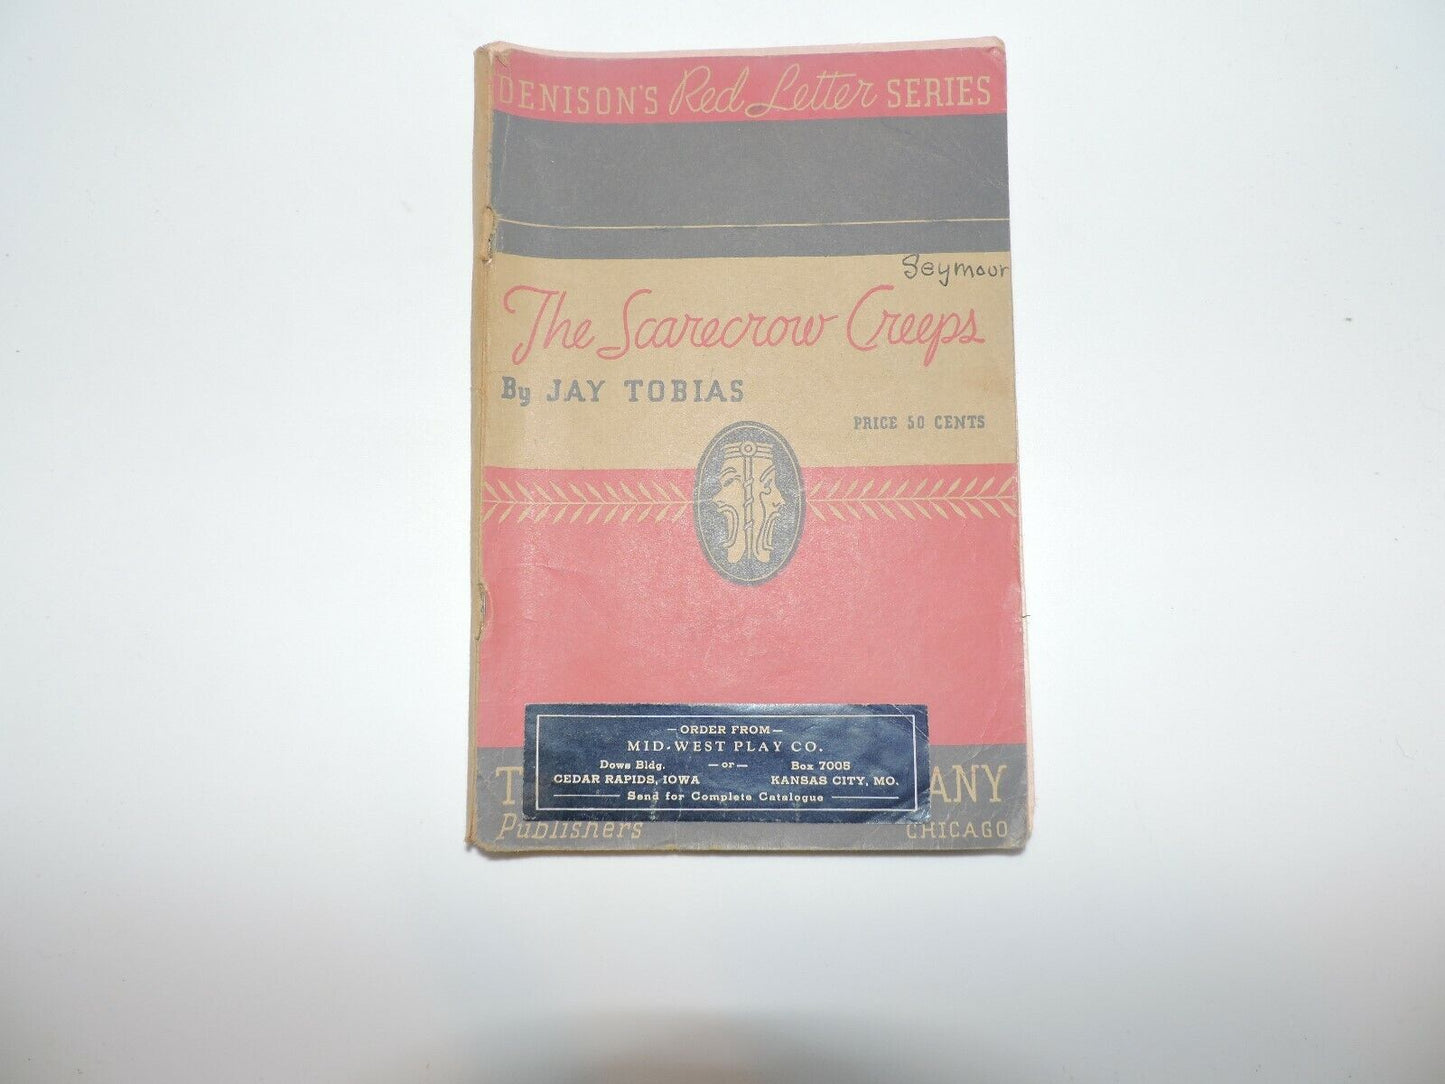 DENISON'S Red Letter SERIES
Seymour
The Scarecrow Creeps
By JAY TOBIAS
PRICE 50 CENTS
—ORDER FROM—
MID-WEST PLAY CO.
Dows Bldg. —or— Box 7005
CEDAR RAPIDS, IOWA KANSAS CITY, MO.
Send for Complete Catalogue
T ANY
Publishers CHICAGO